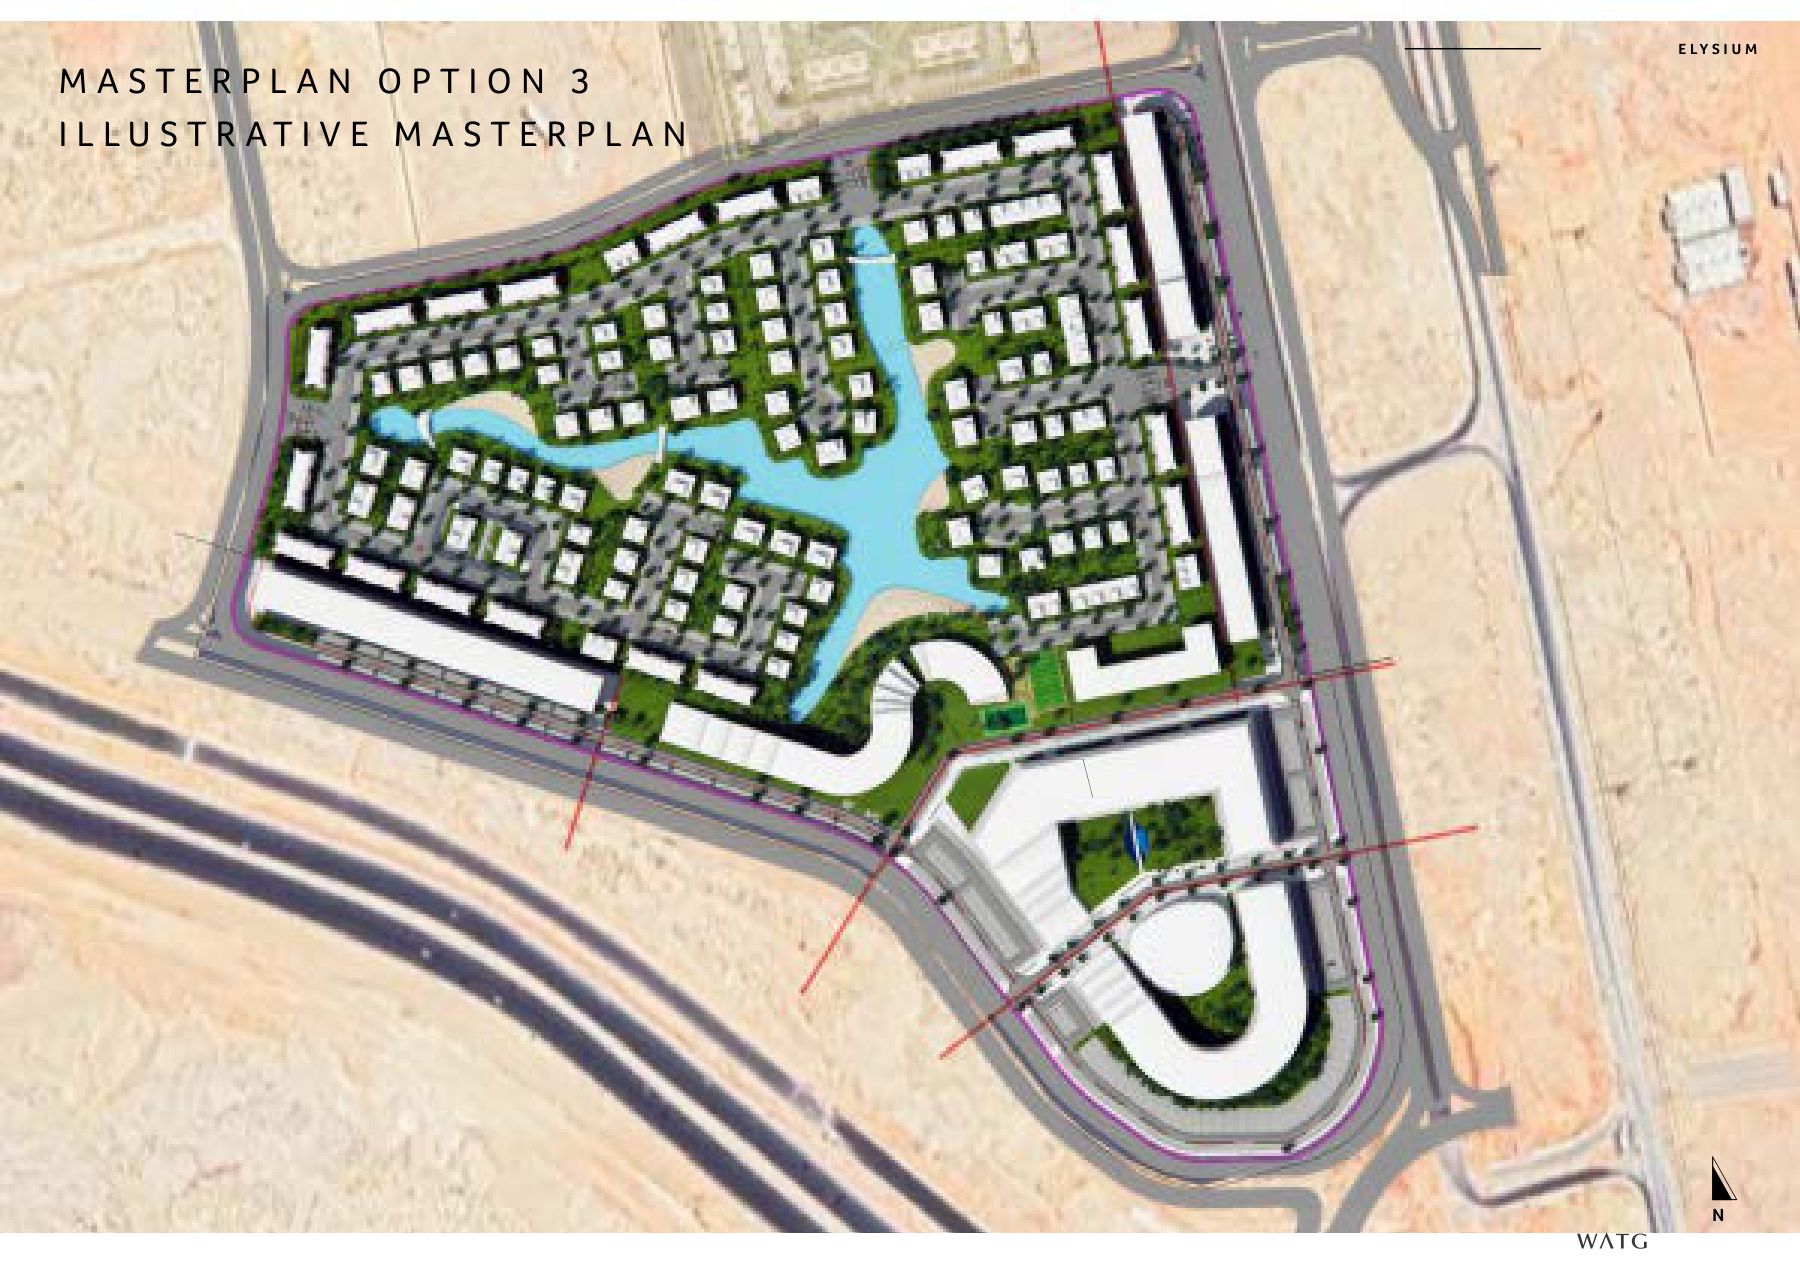 ELYSIUM
MASTERPLAN OPTION 3
ILLUSTRATIVE MASTERPLAN
N
WATG